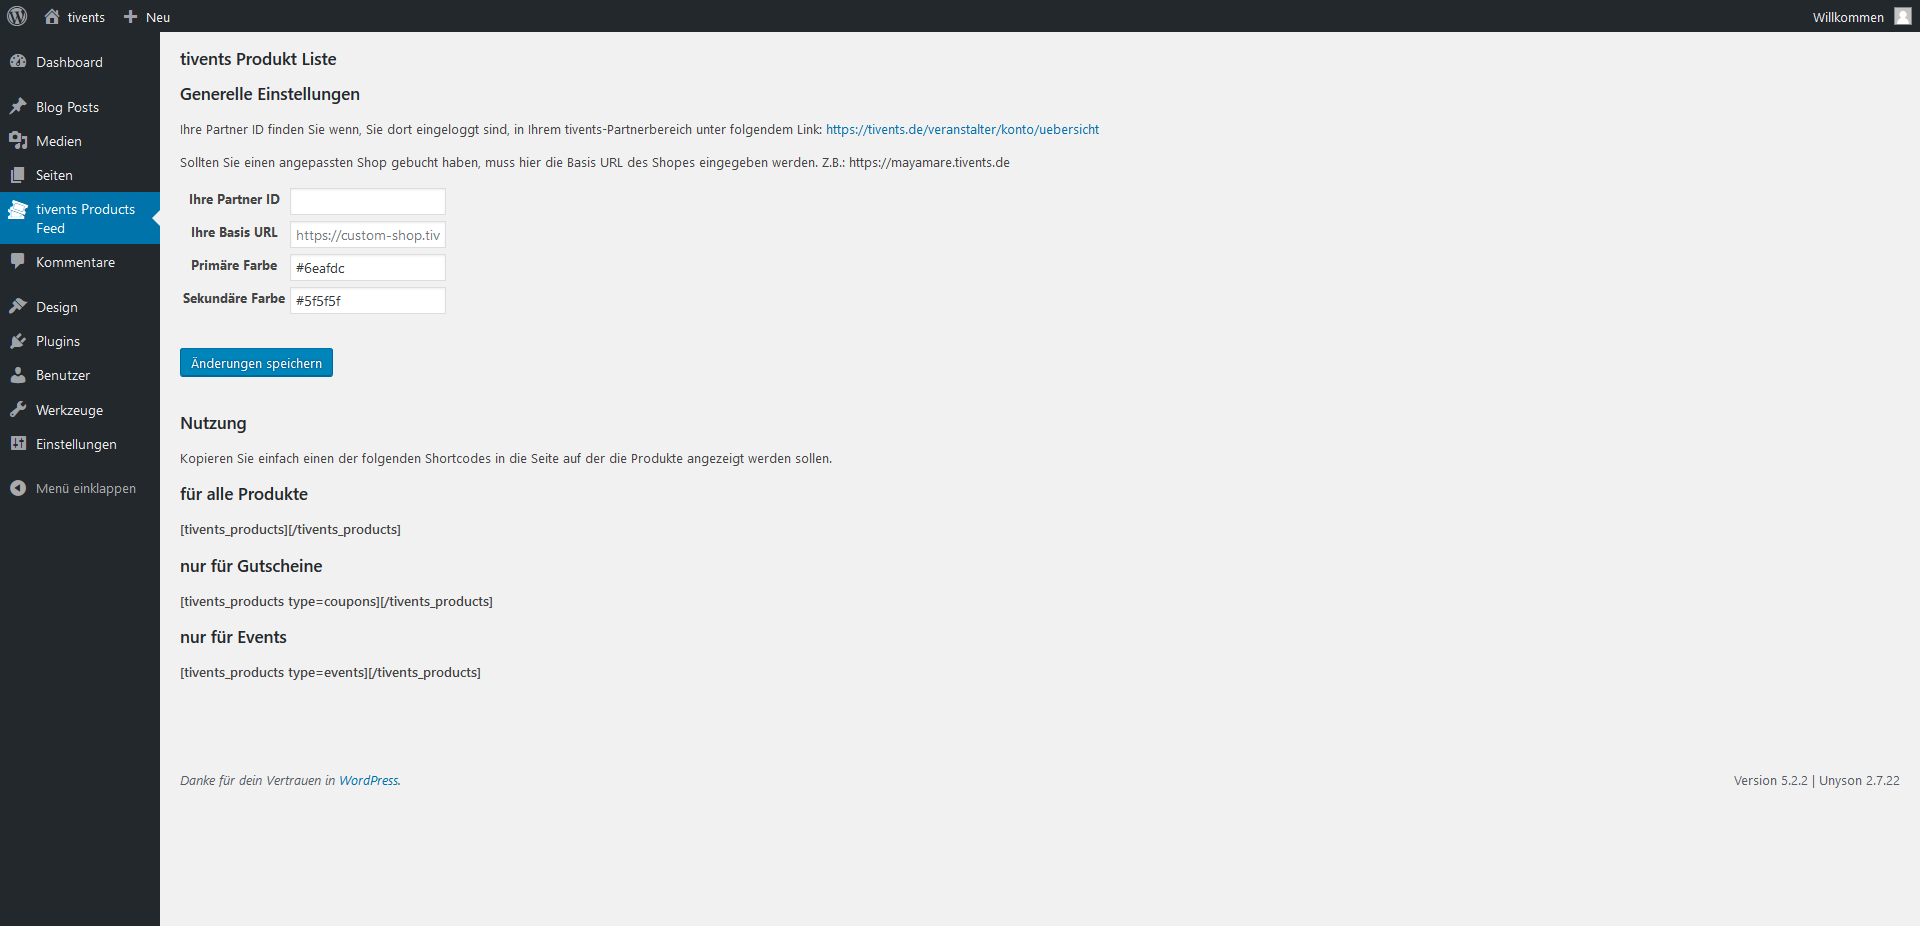 tivents
Neu
Willkommen
Dashboard
Blog Posts
Medien
Seiten
tivents Products
Feed
Kommentare
Design
Plugins
Benutzer
Werkzeuge
Einstellungen
Menü einklappen
tivents Produkt Liste
Generelle Einstellungen
Ihre Partner ID finden Sie wenn, Sie dort eingeloggt sind, in Ihrem tivents-Partnerbereich unter folgendem Link: https://tivents.de/veranstalter/konto/uebersicht
Sollten Sie einen angepassten Shop gebucht haben, muss hier die Basis URL des Shopes eingegeben werden. Z.B.: https://mayamare.tivents.de
Ihre Partner ID
Ihre Basis URL https://custom-shop.tiv
Primäre Farbe #6eafdc
Sekundäre Farbe #5f5f5f
Änderungen speichern
Nutzung
Kopieren Sie einfach einen der folgenden Shortcodes in die Seite auf der die Produkte angezeigt werden sollen.
für alle Produkte
[tivents_products][/tivents_products]
nur für Gutscheine
[tivents_products type=coupons][/tivents_products]
nur für Events
[tivents_products type=events][/tivents_products]
Danke für dein Vertrauen in WordPress.
Version 5.2.2 | Unyson 2.7.22